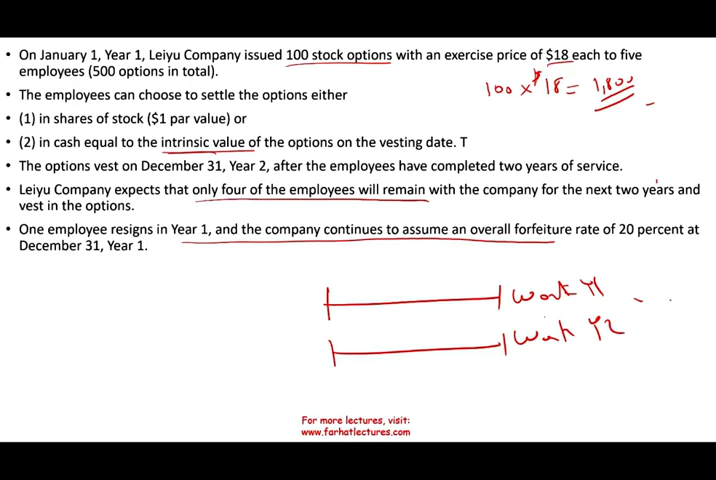 • On January 1, Year 1, Leiyu Company issued 100 stock options with an exercise price of $18 each to five
employees (500 options in total).
100 x $18 = 1,800
• The employees can choose to settle the options either
• (1) in shares of stock ($1 par value) or
• (2) in cash equal to the intrinsic value of the options on the vesting date. T
• The options vest on December 31, Year 2, after the employees have completed two years of service.
• Leiyu Company expects that only four of the employees will remain with the company for the next two years and
vest in the options.
• One employee resigns in Year 1, and the company continues to assume an overall forfeiture rate of 20 percent at
December 31, Year 1.
Work Y1
Work Y2
For more lectures, visit:
www.farhatlectures.com